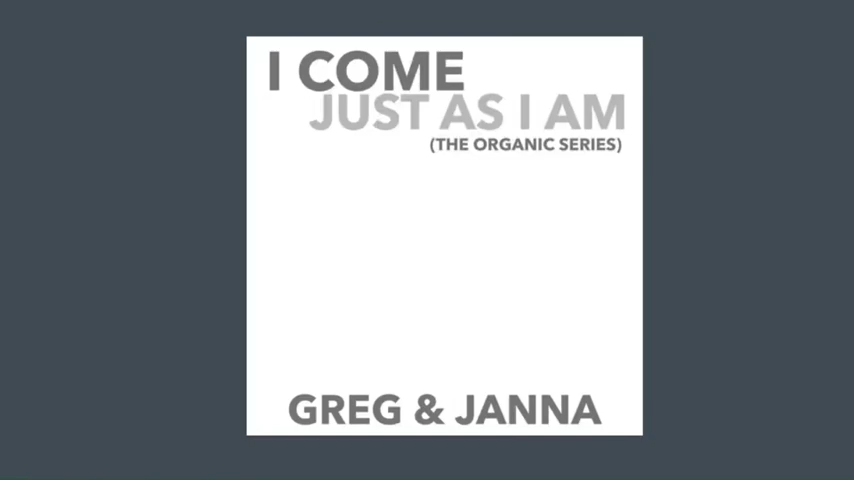 I COME
JUST AS I AM
(THE ORGANIC SERIES)
GREG & JANNA